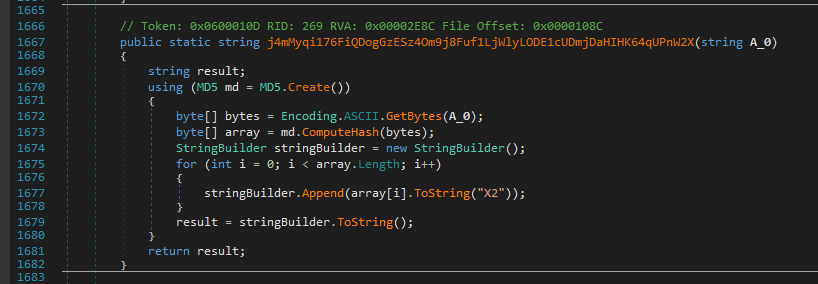 1665
1666 // Token: 0x0600010D RID: 269 RVA: 0x00002E8C File Offset: 0x0000108C
1667 public static string j4mMyqi176FiQDogGzESz4Om9j8Fuf1LjWlyLODE1cUDmjDaHIHK64qUPnW2X(string A_0)
1668 {
1669 string result;
1670 using (MD5 md = MD5.Create())
1671 {
1672 byte[] bytes = Encoding.ASCII.GetBytes(A_0);
1673 byte[] array = md.ComputeHash(bytes);
1674 StringBuilder stringBuilder = new StringBuilder();
1675 for (int i = 0; i < array.Length; i++)
1676 {
1677 stringBuilder.Append(array[i].ToString("X2"));
1678 }
1679 result = stringBuilder.ToString();
1680 }
1681 return result;
1682 }
1683